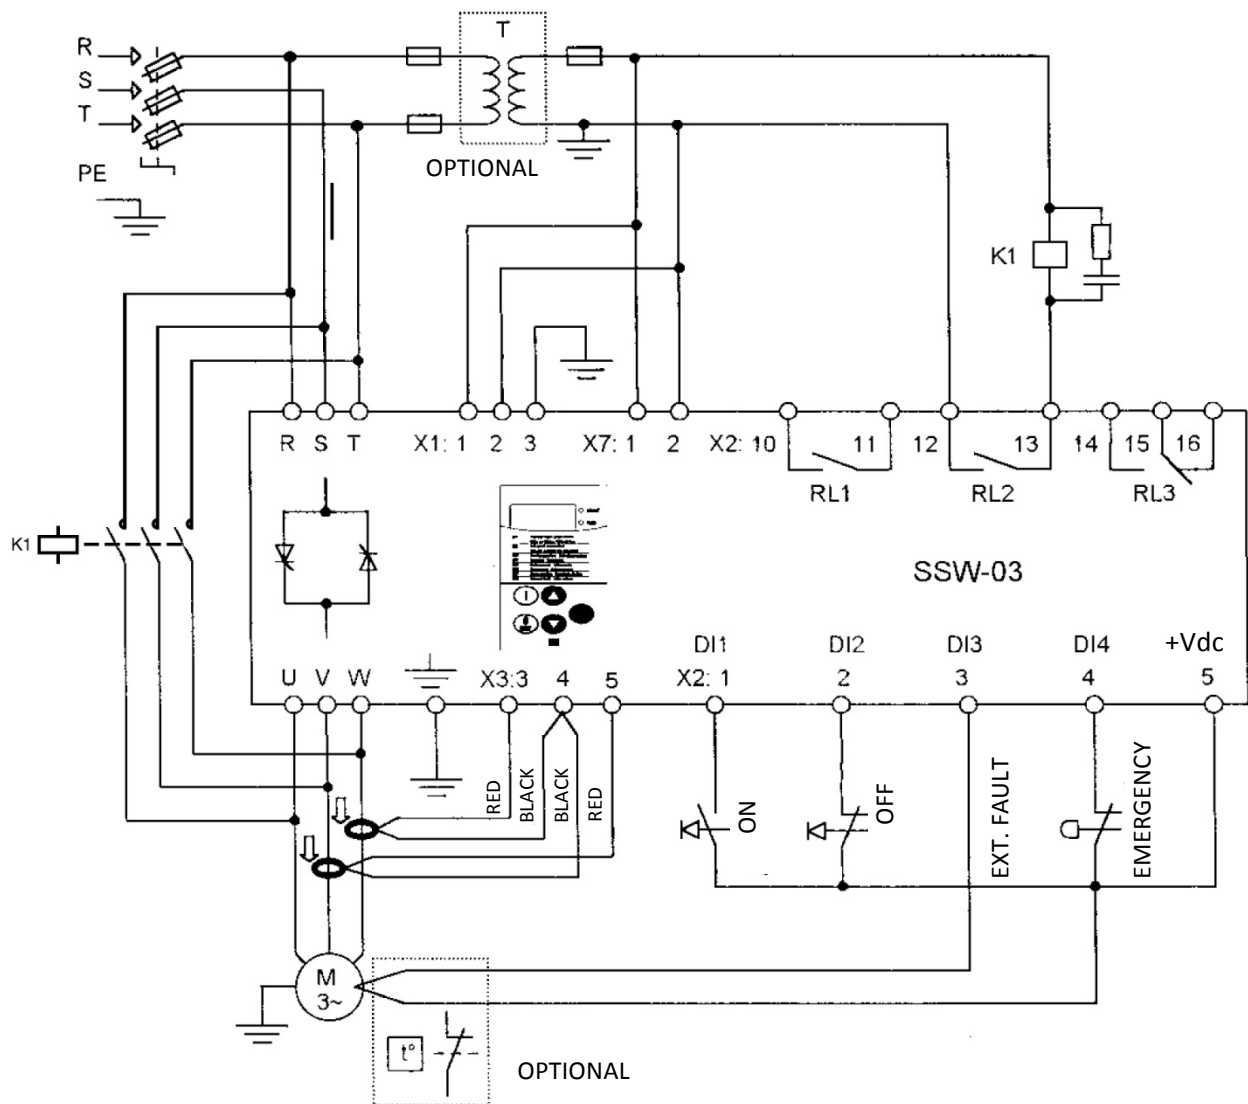 R
S
T
PE
T
OPTIONAL
K1
K1
R S T X1: 1 2 3 X7: 1 2 X2: 10 11 12 13 14 15 16
RL1 RL2 RL3
SSW-03
DI1 DI2 DI3 DI4 +Vdc
U V W X3:3 4 5 X2: 1 2 3 4 5
RED
BLACK
BLACK
RED
ON
OFF
EXT. FAULT
EMERGENCY
M
3~
t°
OPTIONAL